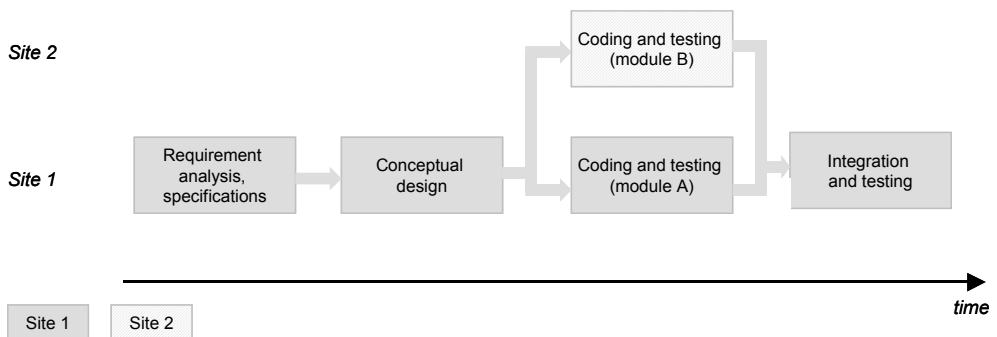 Site 2
Coding and testing
(module B)
Site 1
Requirement
analysis,
specifications
Conceptual
design
Coding and testing
(module A)
Integration
and testing
time
Site 1
Site 2